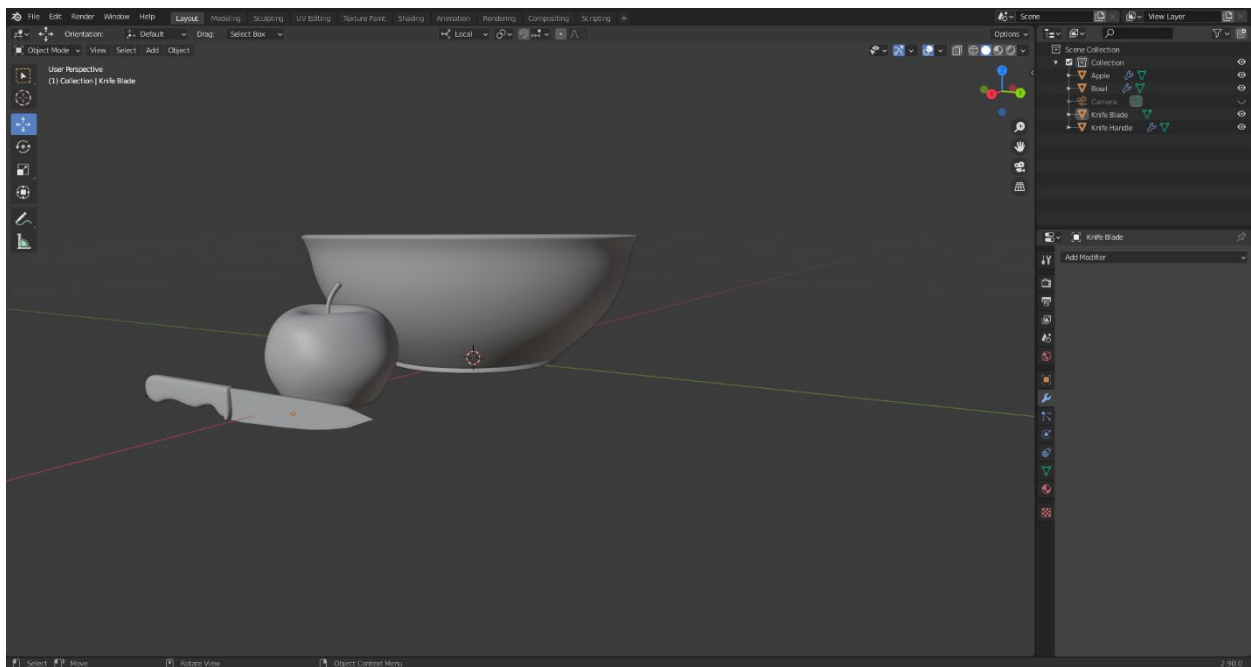 File Edit Render Window Help Layout Modeling Sculpting UV Editing Texture Paint Shading Animation Rendering Compositing Scripting + Scene View Layer
Orientation: Default Drag: Select Box Local Options
Object Mode View Select Add Object
User Perspective
(1) Collection | Knife Blade
Scene Collection
Collection
Apple
Bowl
Camera
Knife Blade
Knife Handle
Knife Blade
Add Modifier
Select Move Rotate View Object Context Menu 2.90.0